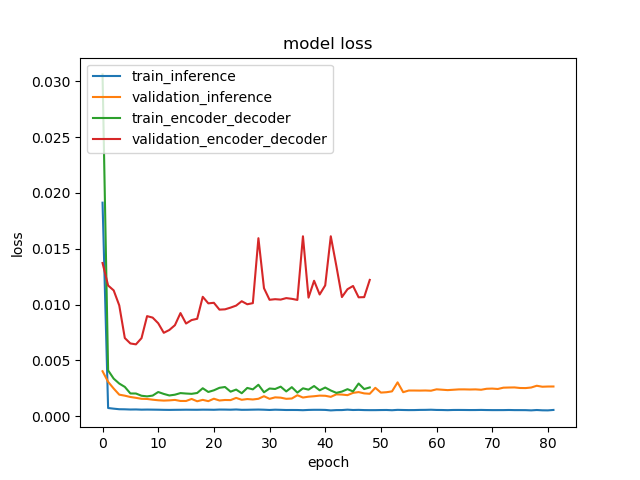 model loss
train_inference
validation_inference
train_encoder_decoder
validation_encoder_decoder
0.030
0.025
0.020
0.015
0.010
0.005
0.000
loss
0 10 20 30 40 50 60 70 80
epoch